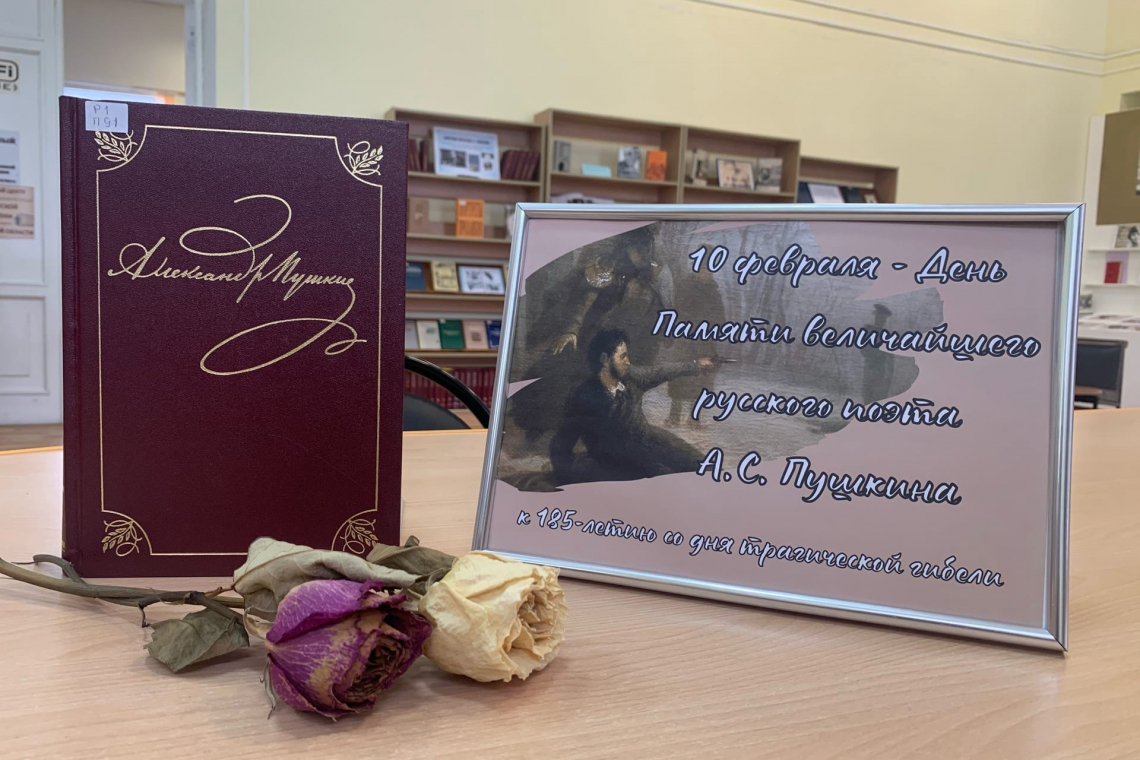 Р1
П91
Александр Пушкин
10 февраля - День
Памяти величайшего
русского поэта
А. С. Пушкина
к 185-летию со дня трагической гибели